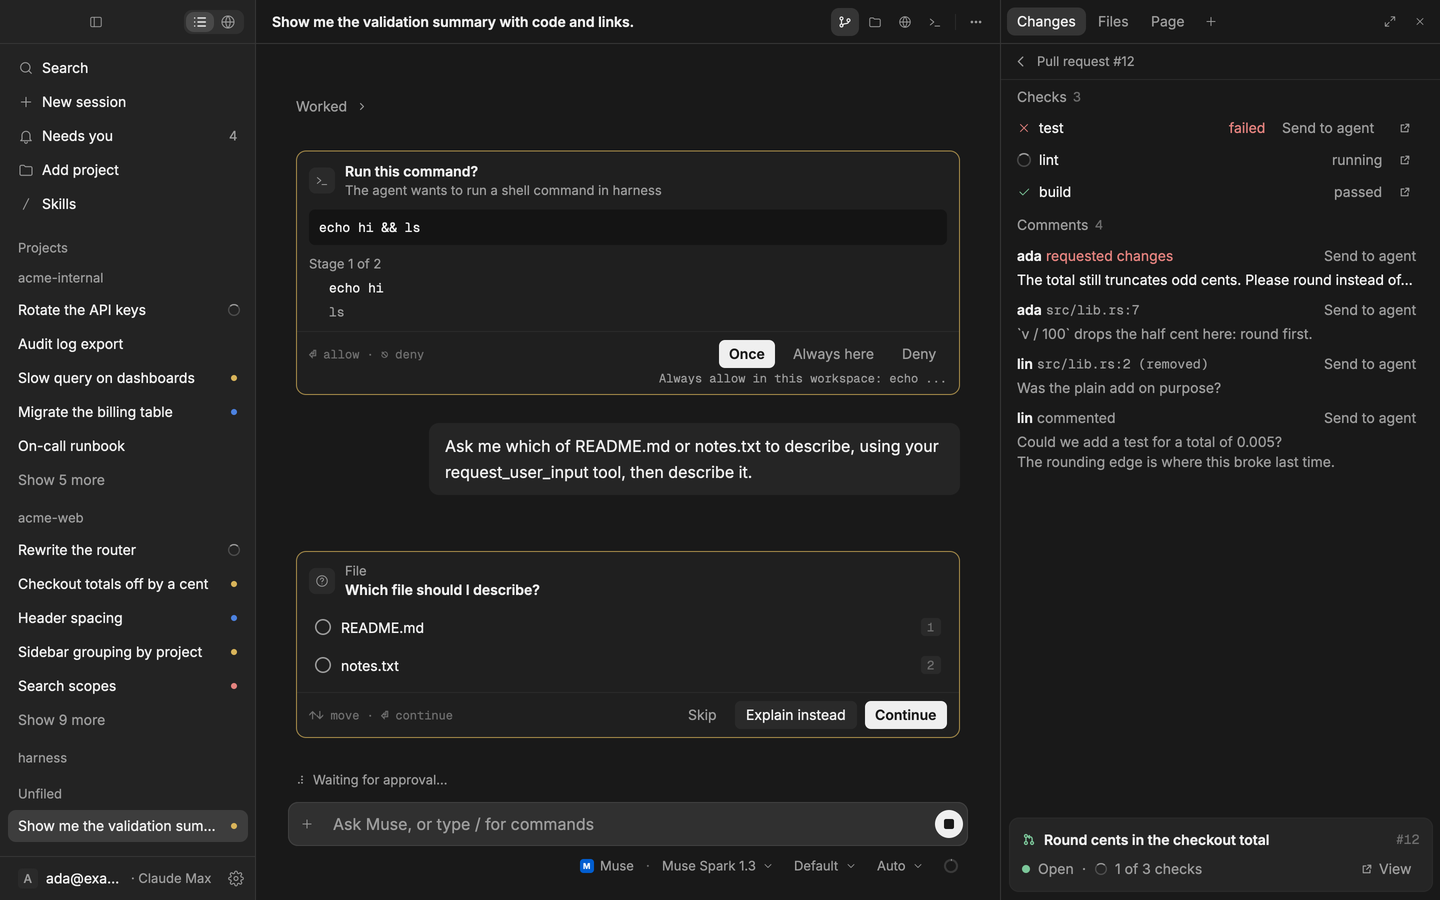 Search
New session
Needs you 4
Add project
Skills
Projects
acme-internal
Rotate the API keys
Audit log export
Slow query on dashboards
Migrate the billing table
On-call runbook
Show 5 more
acme-web
Rewrite the router
Checkout totals off by a cent
Header spacing
Sidebar grouping by project
Search scopes
Show 9 more
harness
Unfiled
Show me the validation sum...
A ada@exa... · Claude Max
Show me the validation summary with code and links.
Worked
Run this command?
The agent wants to run a shell command in harness
echo hi && ls
Stage 1 of 2
echo hi
ls
allow · deny
Once Always here Deny
Always allow in this workspace: echo ...
Ask me which of README.md or notes.txt to describe, using your
request_user_input tool, then describe it.
File
Which file should I describe?
README.md 1
notes.txt 2
move · continue
Skip Explain instead Continue
Waiting for approval...
Ask Muse, or type / for commands
M Muse · Muse Spark 1.3 Default Auto
Changes Files Page
Pull request #12
Checks 3
test failed Send to agent
lint running
build passed
Comments 4
ada requested changes Send to agent
The total still truncates odd cents. Please round instead of...
ada src/lib.rs:7 Send to agent
`v / 100` drops the half cent here: round first.
lin src/lib.rs:2 (removed) Send to agent
Was the plain add on purpose?
lin commented Send to agent
Could we add a test for a total of 0.005?
The rounding edge is where this broke last time.
Round cents in the checkout total #12
Open · 1 of 3 checks View